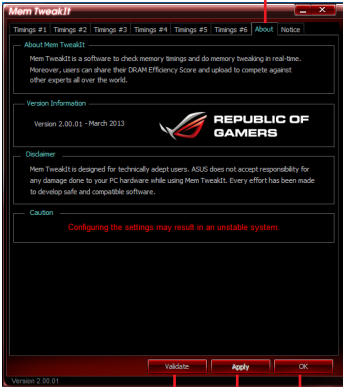 Mem TweakIt
Timings #1 Timings #2 Timings #3 Timings #4 Timings #5 Timings #6 About Notice
About Mem TweakIt
Mem TweakIt is a software to check memory timings and do memory tweaking in real-time.
Moreover, users can share their DRAM Efficiency Score and upload to compete against
other experts all over the world.
Version Information
Version 2.00.01 - March 2013
REPUBLIC OF
GAMERS
Disclaimer
Mem TweakIt is designed for technically adept users. ASUS does not accept responsibility for
any damage done to your PC hardware while using Mem TweakIt. Every effort has been made
to develop safe and compatible software.
Caution
Configuring the settings may result in an unstable system
Validate Apply OK
Version 2.00.01